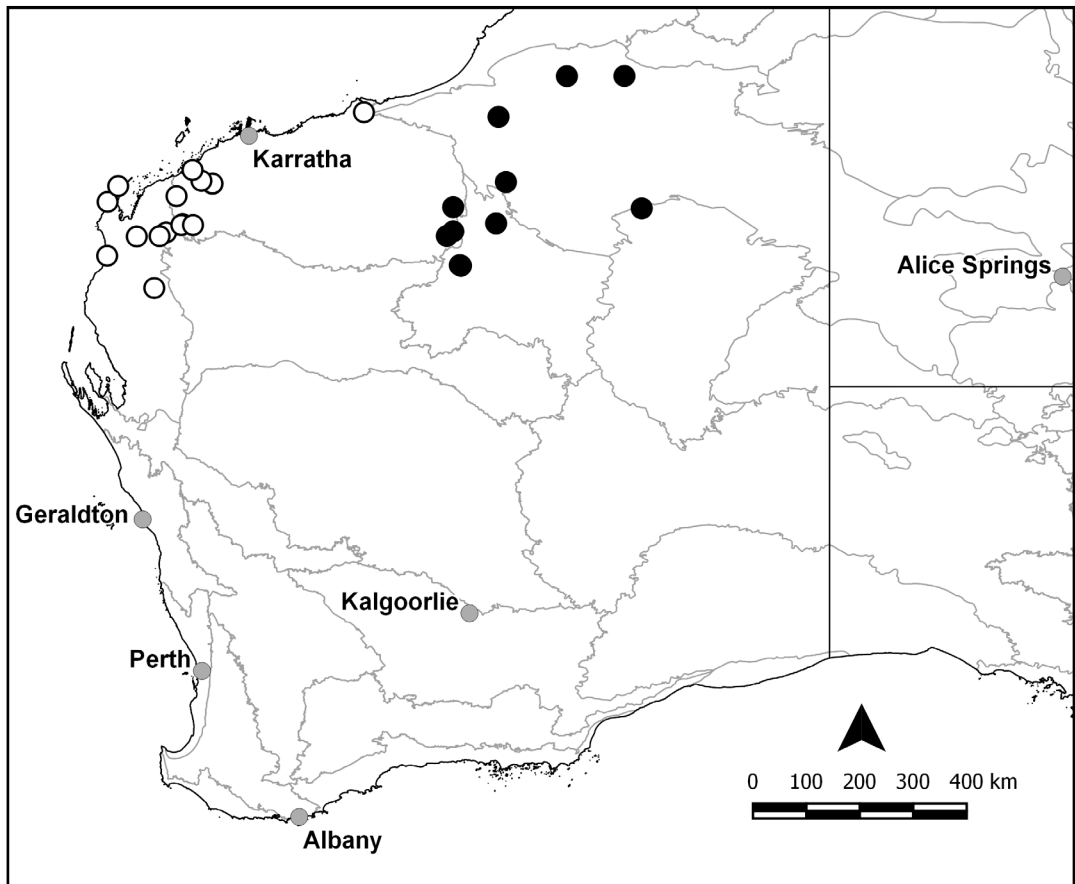 Karratha
Alice Springs
Geraldton
Kalgoorlie
Perth
0 100 200 300 400 km
Albany